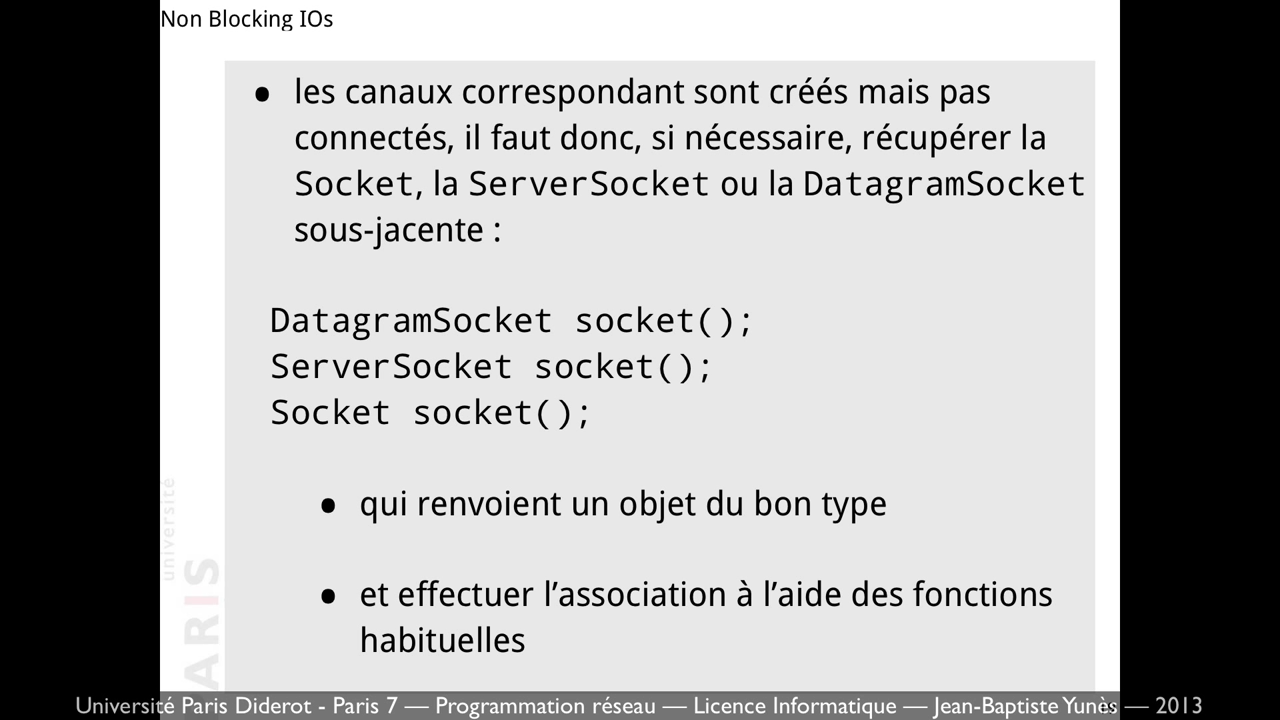 Non Blocking IOs
• les canaux correspondant sont créés mais pas
connectés, il faut donc, si nécessaire, récupérer la
Socket, la ServerSocket ou la DatagramSocket
sous-jacente :
DatagramSocket socket();
ServerSocket socket();
Socket socket();
• qui renvoient un objet du bon type
• et effectuer l’association à l’aide des fonctions
habituelles
université
PARIS
Université Paris Diderot - Paris 7 — Programmation réseau — Licence Informatique — Jean-Baptiste Yunès — 2013